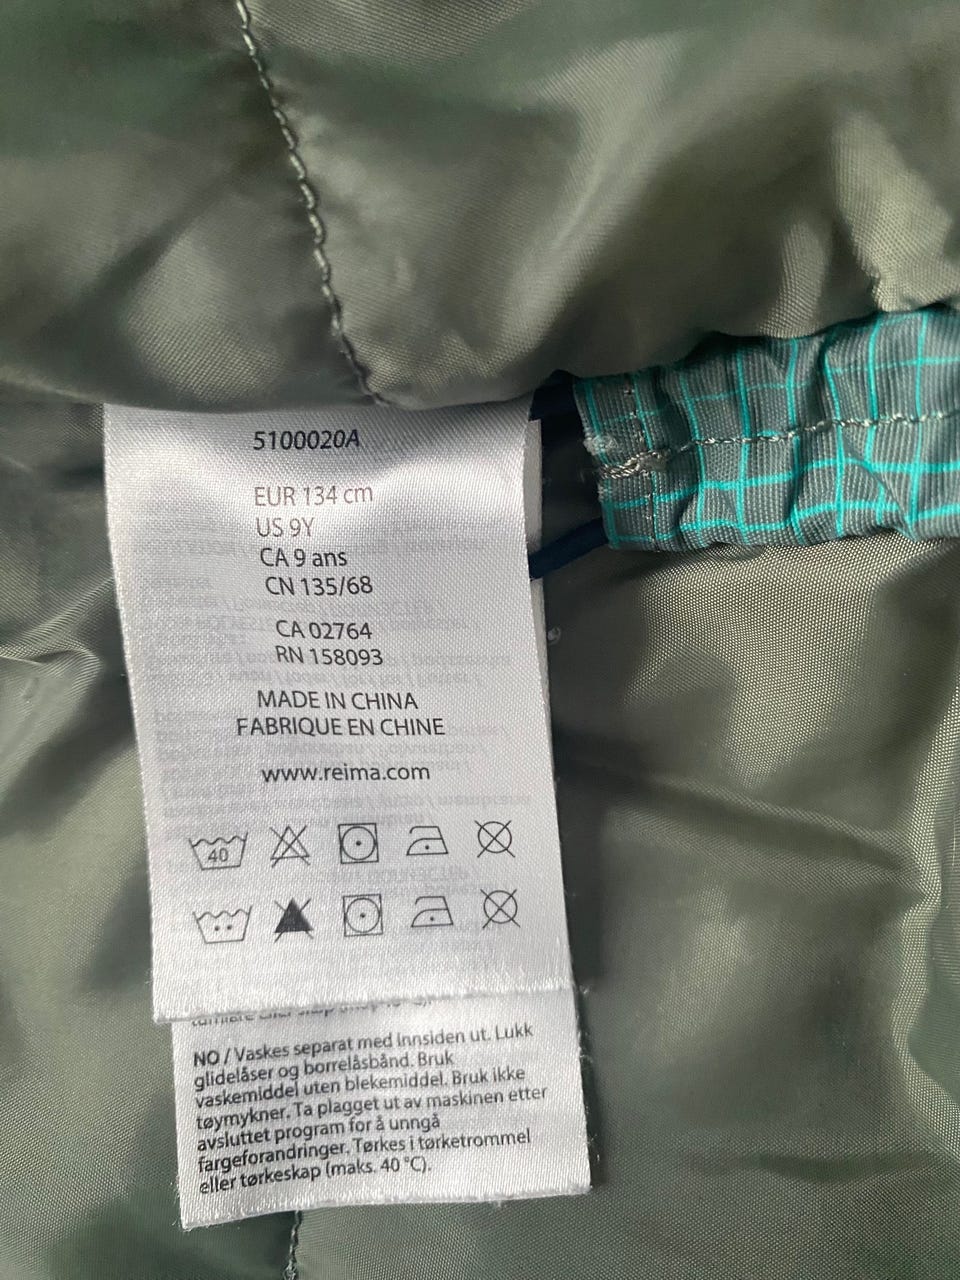 5100020A
EUR 134 cm
US 9Y
CA 9 ans
CN 135/68
CA 02764
RN 158093
MADE IN CHINA
FABRIQUE EN CHINE
www.reima.com
40
NO / Vaskes separat med innsiden ut. Lukk
glidelåser og borrelåsbånd. Bruk
vaskemiddel uten blekemiddel. Bruk ikke
tøymykner. Ta plagget ut av maskinen etter
avsluttet program for å unngå
fargeforandringer. Tørkes i tørketrommel
eller tørkeskap (maks. 40 °C).